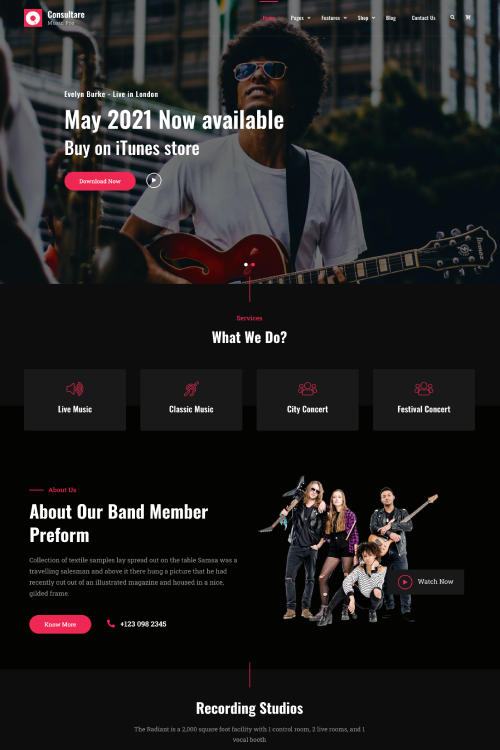 Consultare
Music Pro
Home
Pages
Features
Shop
Blog
Contact Us
Evelyn Burke - Live in London
May 2021 Now available
Buy on iTunes store
Download Now
Ibanez
Services
What We Do?
Live Music
Classic Music
City Concert
Festival Concert
About Us
About Our Band Member
Preform
Collection of textile samples lay spread out on the table Samsa was a
travelling salesman and above it there hung a picture that he had
recently cut out of an illustrated magazine and housed in a nice,
gilded frame.
Know More
+123 098 2345
Watch Now
Recording Studios
The Radiant is a 2,000 square foot facility with 1 control room, 2 live rooms, and 1
vocal booth